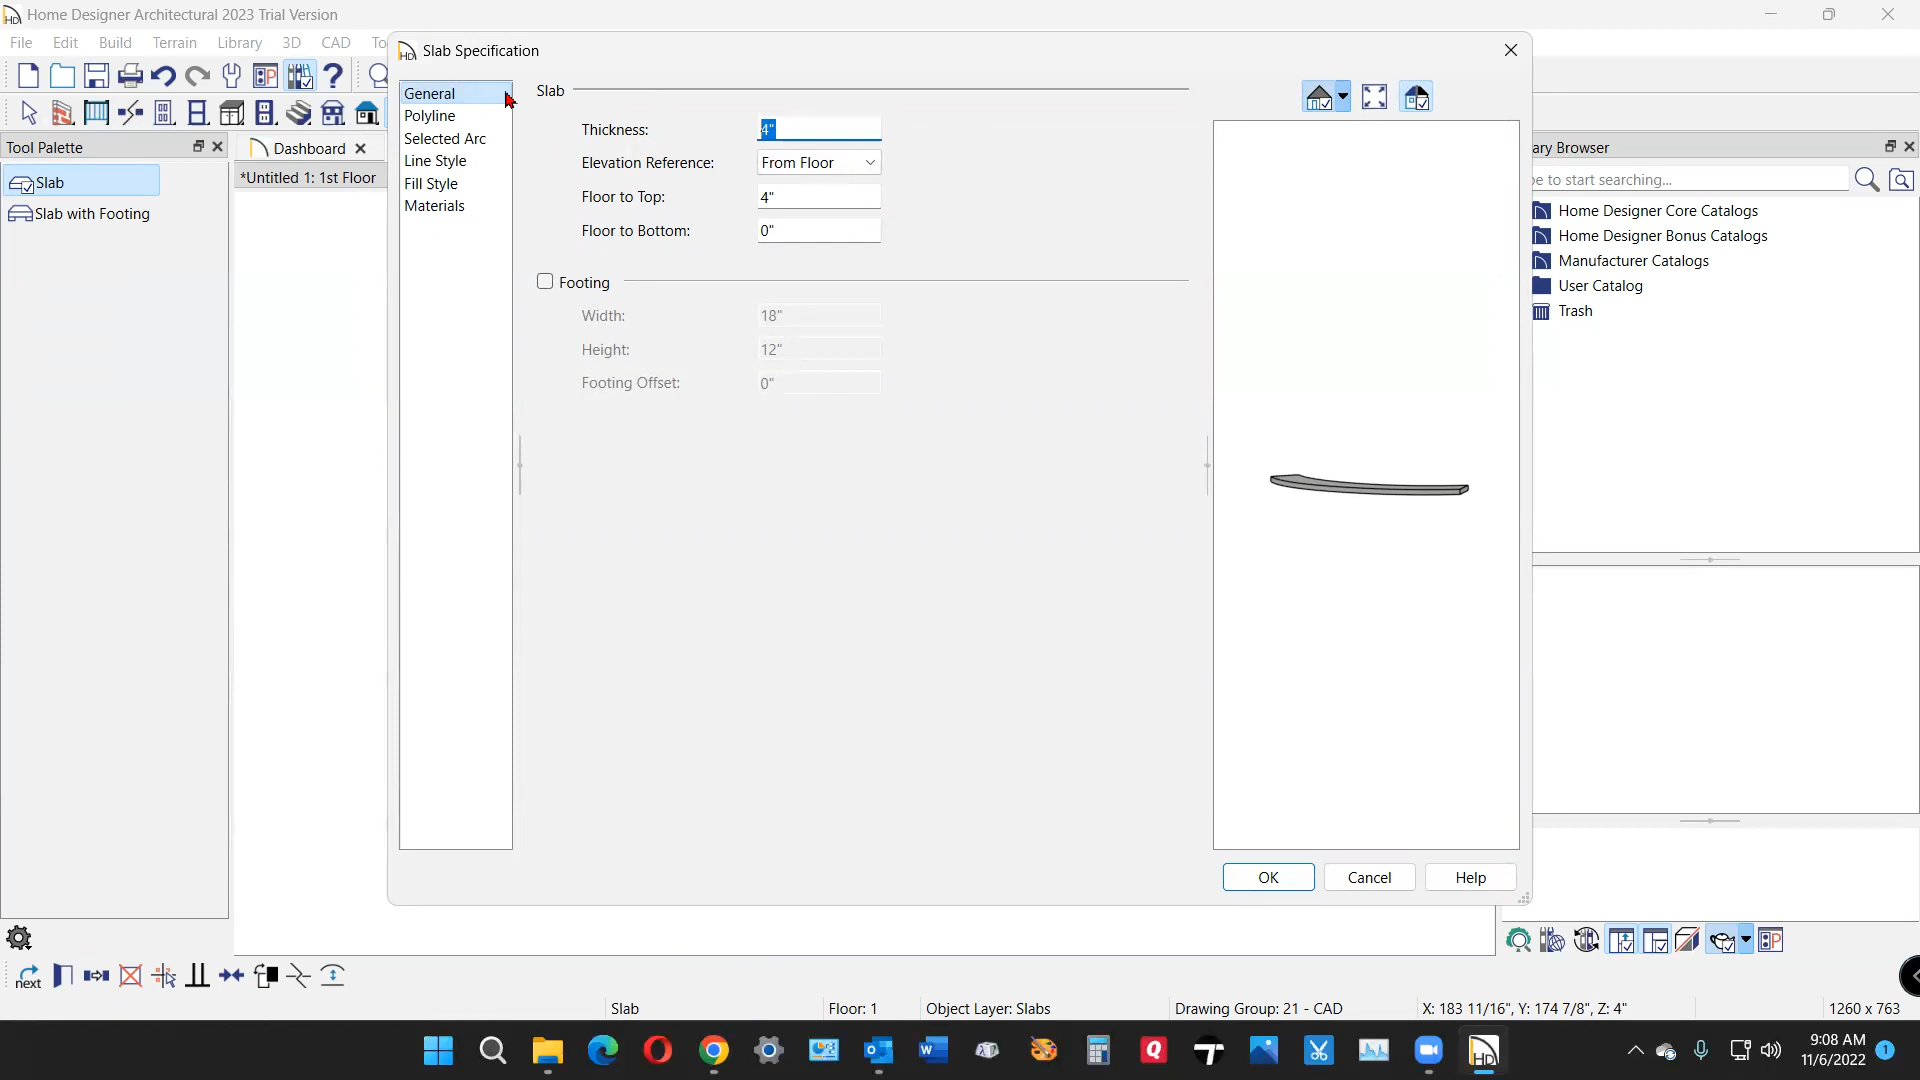 Home Designer Architectural 2023 Trial Version
File Edit Build Terrain Library 3D CAD To
Slab Specification
General
Polyline
Selected Arc
Line Style
Fill Style
Materials
Slab
Thickness: 4"
Elevation Reference: From Floor
Floor to Top: 4"
Floor to Bottom: 0"
Footing
Width: 18"
Height: 12"
Footing Offset: 0"
OK Cancel Help
Tool Palette
Slab
Slab with Footing
Dashboard
*Untitled 1: 1st Floor
ary Browser
e to start searching...
Home Designer Core Catalogs
Home Designer Bonus Catalogs
Manufacturer Catalogs
User Catalog
Trash
next
Slab Floor: 1 Object Layer: Slabs Drawing Group: 21 - CAD X: 183 11/16", Y: 174 7/8", Z: 4" 1260 x 763
9:08 AM
11/6/2022
1